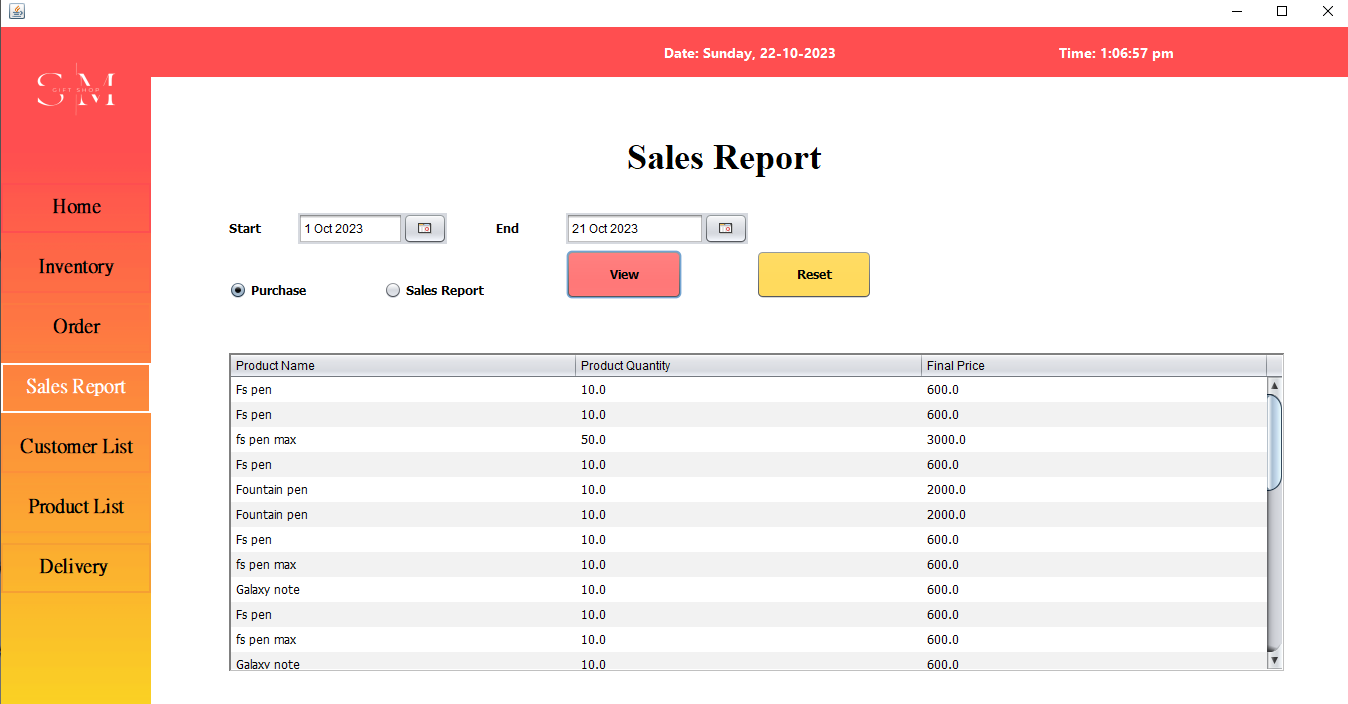 Date: Sunday, 22-10-2023 Time: 1:06:57 pm
SM
GIFT SHOP
Sales Report
Home
Inventory
Order
Sales Report
Customer List
Product List
Delivery
Start 1 Oct 2023 End 21 Oct 2023
View Reset
Purchase Sales Report
Product Name Product Quantity Final Price
Fs pen 10.0 600.0
Fs pen 10.0 600.0
fs pen max 50.0 3000.0
Fs pen 10.0 600.0
Fountain pen 10.0 2000.0
Fountain pen 10.0 2000.0
Fs pen 10.0 600.0
fs pen max 10.0 600.0
Galaxy note 10.0 600.0
Fs pen 10.0 600.0
fs pen max 10.0 600.0
Galaxy note 10.0 600.0